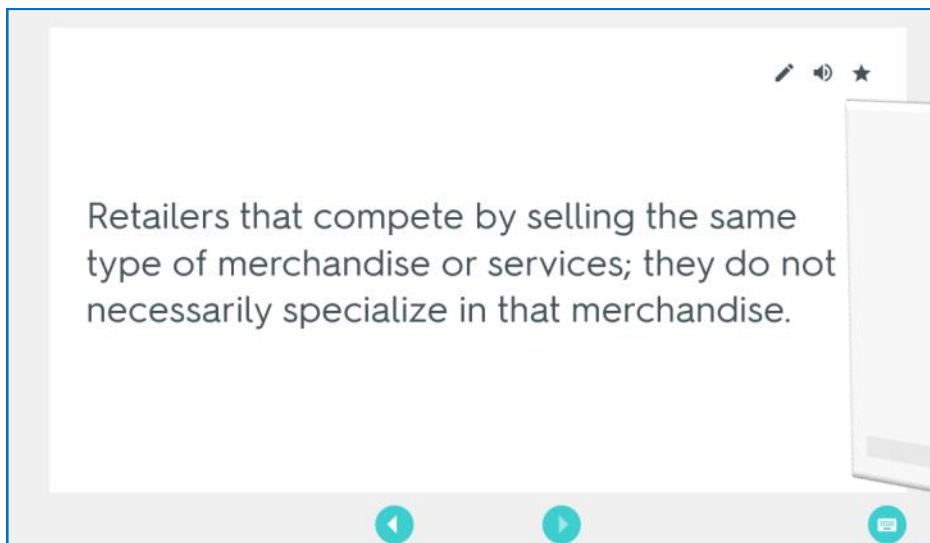 Retailers that compete by selling the same
type of merchandise or services; they do not
necessarily specialize in that merchandise.